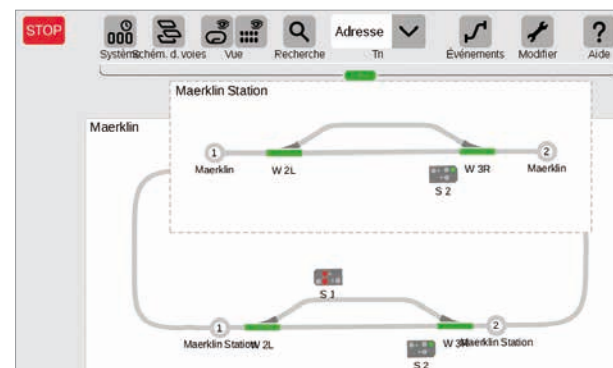 STOP
Adresse
Système
Schém. d. voies
Vue
Recherche
Tri
Événements
Modifier
Aide
Maerklin Station
Maerklin
1
2
Maerklin
W 2L
W 3R
Maerklin
S 2
S 1
1
2
Maerklin Station
W 2L
W 3R
Maerklin Station
S 2